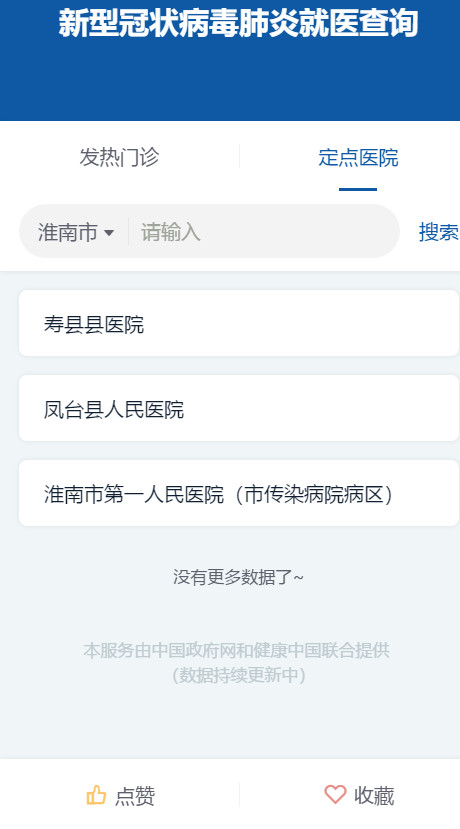 新型冠状病毒肺炎就医查询
发热门诊
定点医院
淮南市
请输入
搜索
寿县县医院
凤台县人民医院
淮南市第一人民医院（市传染病院病区）
没有更多数据了~
本服务由中国政府网和健康中国联合提供
（数据持续更新中）
点赞
收藏